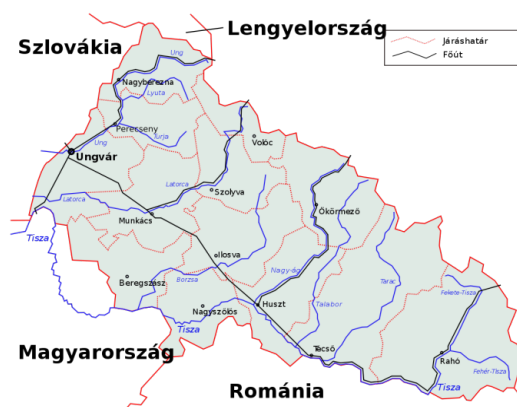 Lengyelország
Szlovákia
Járáshatár
Főút
Ung
Nagyberezna
Lyuta
Perecseny
Turja
Ung
Ungvár
Volóc
Latorca
Szolyva
Latorca
Munkács
Ökörmező
Tisza
Ilosva
Nagy-ág
Beregszász
Borzsa
Talabor
Tarac
Fekete-Tisza
Nagyszőlős
Huszt
Tisza
Técső
Magyarország
Rahó
Fehér-Tisza
Románia
Tisza